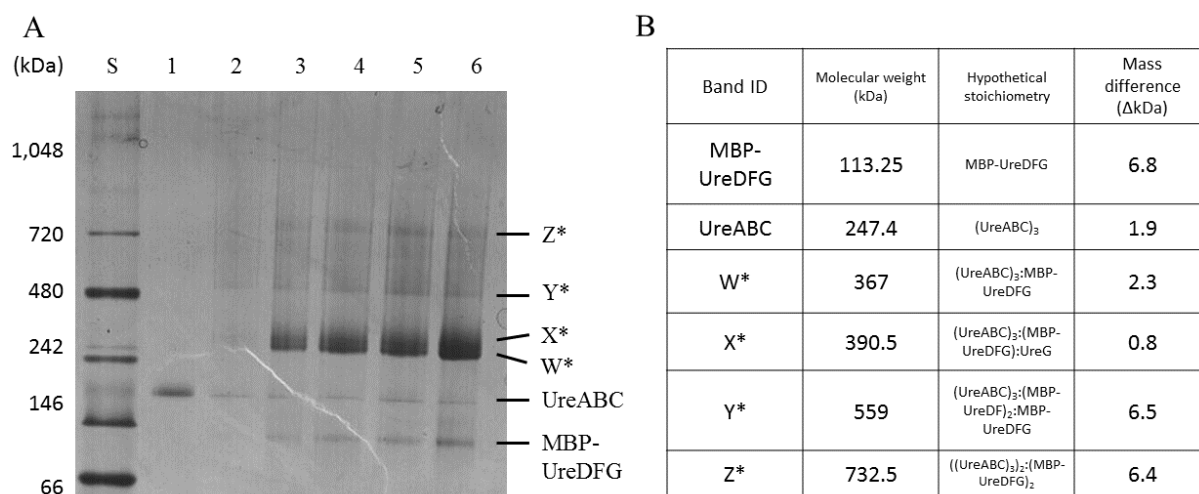 A
(kDa) S 1 2 3 4 5 6
1,048
720
480
242
146
66
Z*
Y*
X*
W*
UreABC
MBP-
UreDFG
B
Band ID
Molecular weight
(kDa)
Hypothetical
stoichiometry
Mass
difference
(ΔkDa)
MBP-
UreDFG
113.25
MBP-UreDFG
6.8
UreABC
247.4
(UreABC)₃
1.9
W*
367
(UreABC)₃:MBP-
UreDFG
2.3
X*
390.5
(UreABC)₃:(MBP-
UreDFG):UreG
0.8
Y*
559
(UreABC)₃:(MBP-
UreDF)₂:MBP-
UreDFG
6.5
Z*
732.5
((UreABC)₃)₂:(MBP-
UreDFG)₂
6.4